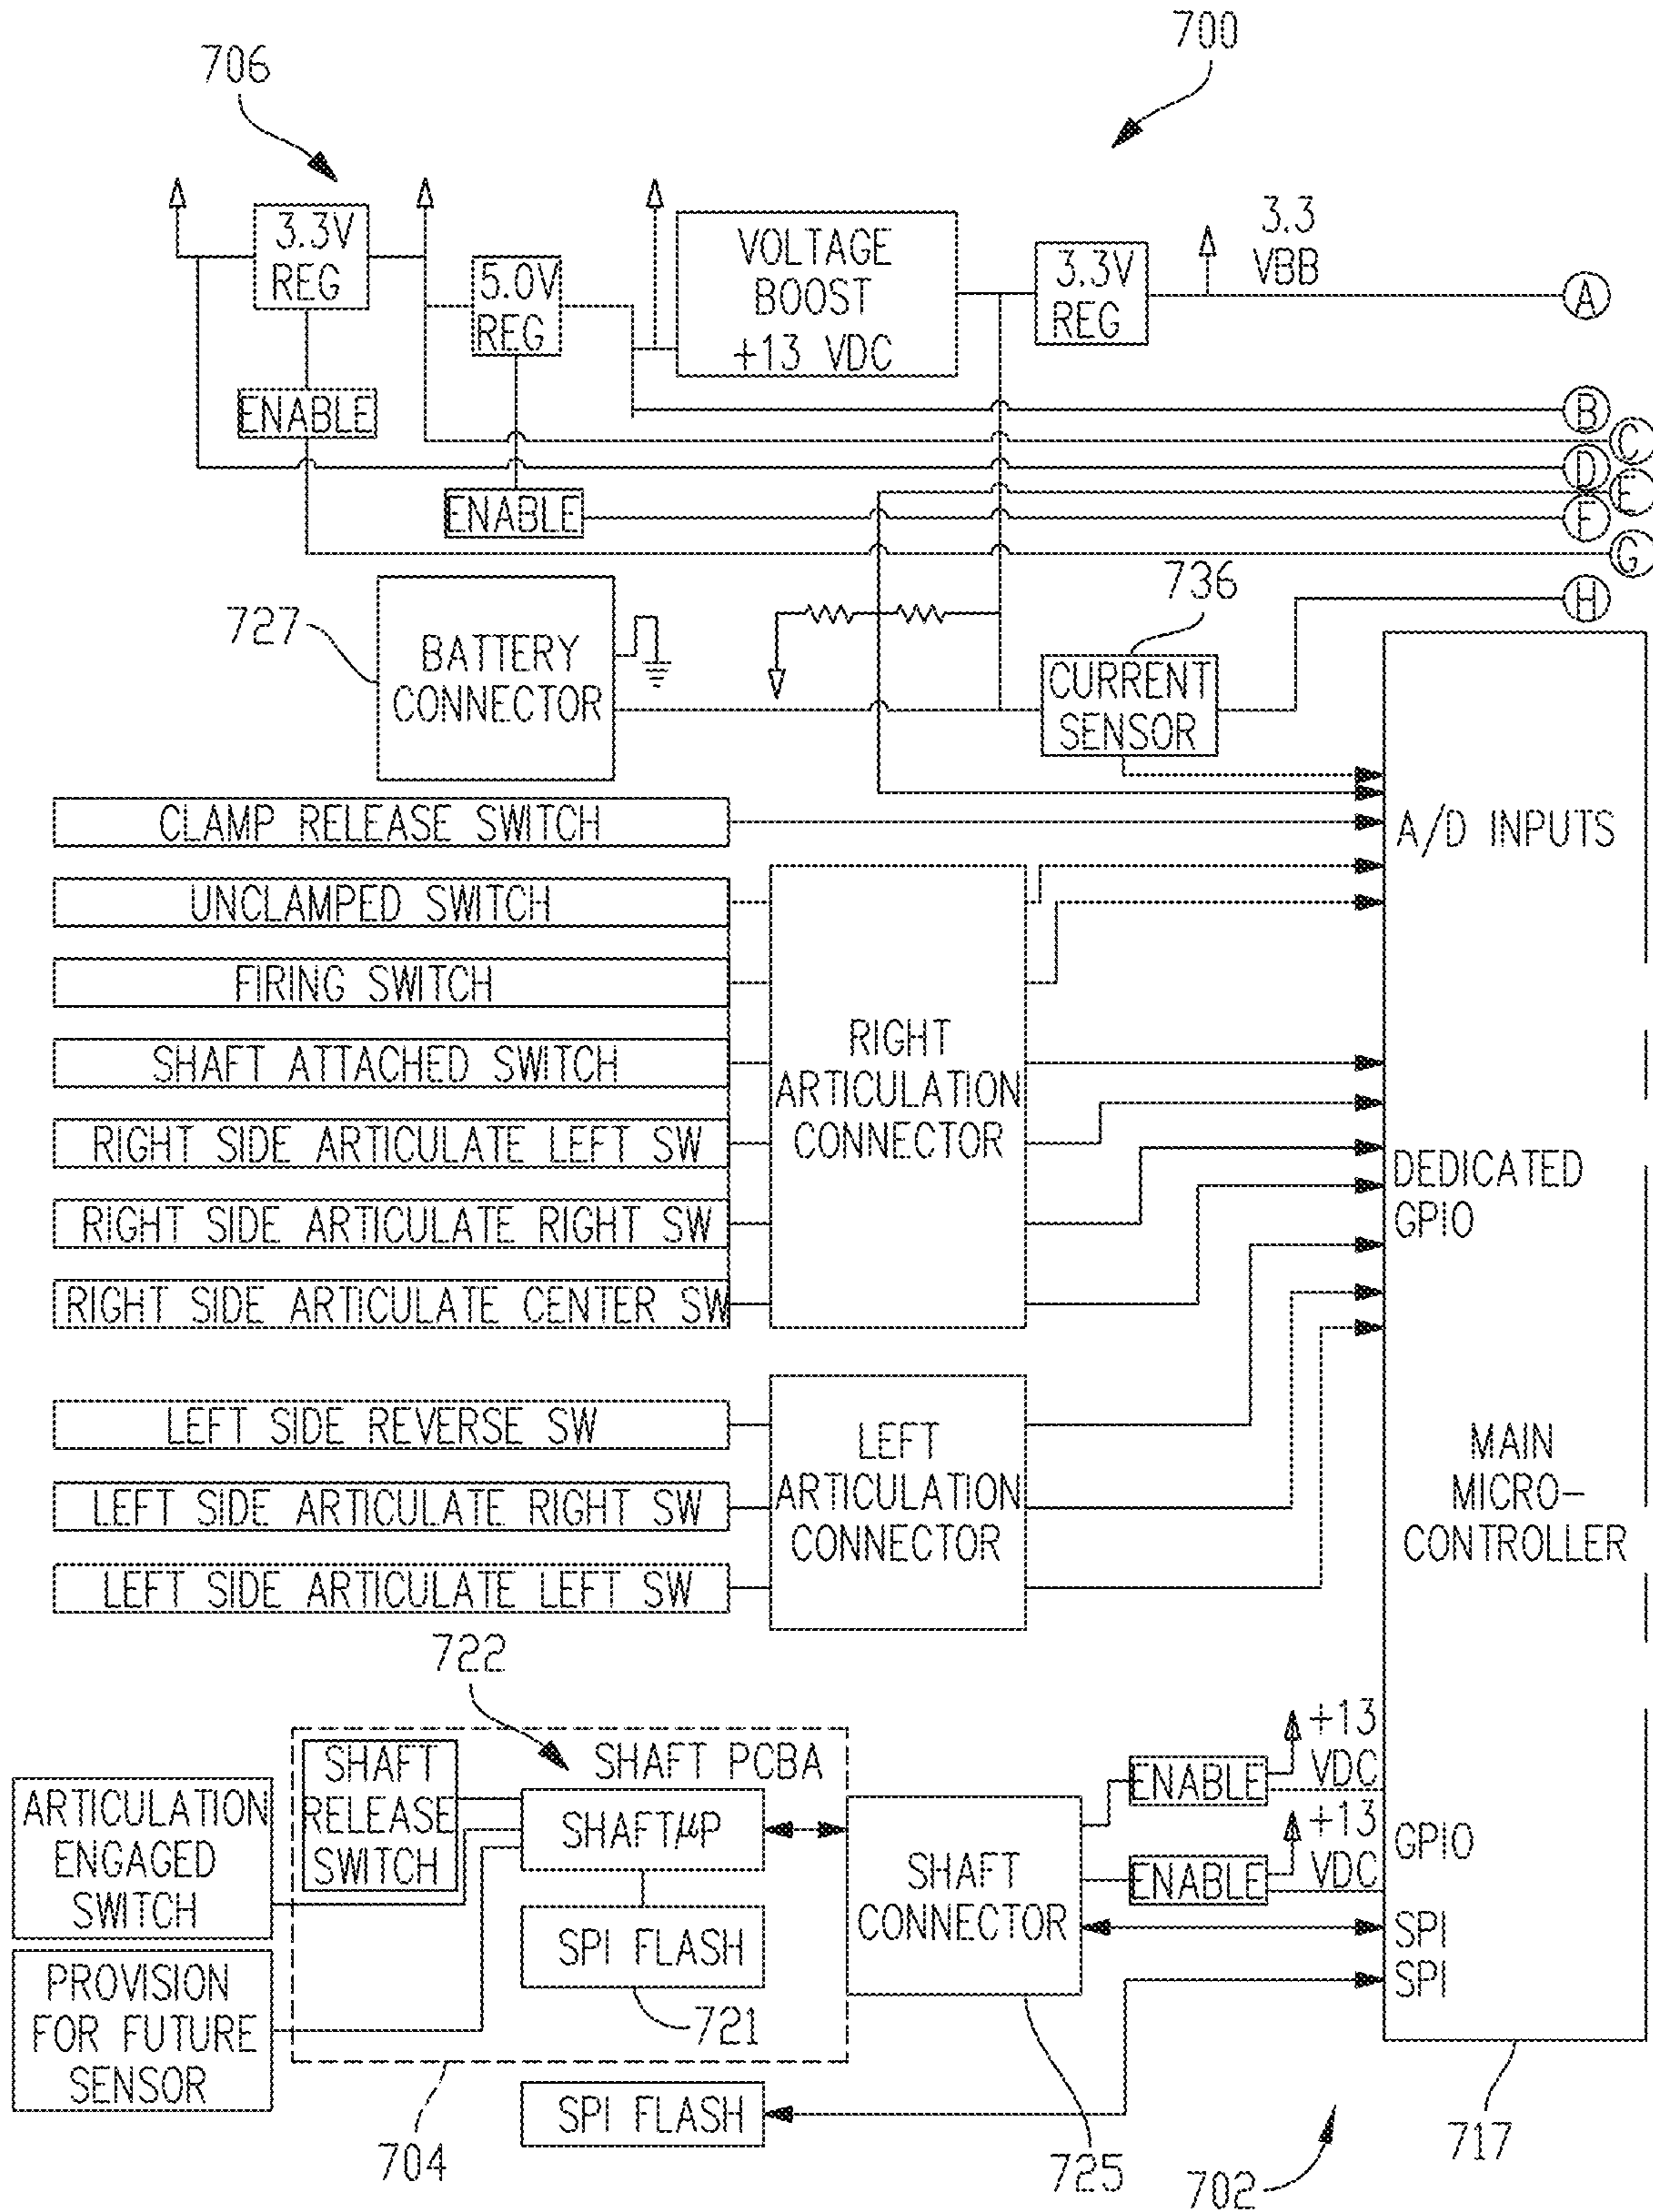 700
706
3.3V
REG
5.0V
REG
VOLTAGE
BOOST
+13 VDC
3.3V
REG
3.3
VBB
A
B
C
D
E
F
G
H
ENABLE
ENABLE
727
BATTERY
CONNECTOR
736
CURRENT
SENSOR
CLAMP RELEASE SWITCH
UNCLAMPED SWITCH
FIRING SWITCH
SHAFT ATTACHED SWITCH
RIGHT SIDE ARTICULATE LEFT SW
RIGHT SIDE ARTICULATE RIGHT SW
RIGHT SIDE ARTICULATE CENTER SW
RIGHT
ARTICULATION
CONNECTOR
A/D INPUTS
DEDICATED
GPIO
LEFT SIDE REVERSE SW
LEFT SIDE ARTICULATE RIGHT SW
LEFT SIDE ARTICULATE LEFT SW
LEFT
ARTICULATION
CONNECTOR
MAIN
MICRO-
CONTROLLER
722
SHAFT PCBA
SHAFT
RELEASE
SWITCH
SHAFTµP
SPI FLASH
721
ARTICULATION
ENGAGED
SWITCH
PROVISION
FOR FUTURE
SENSOR
SHAFT
CONNECTOR
ENABLE
+13
VDC
ENABLE
+13
VDC
GPIO
SPI
SPI
SPI FLASH
704
725
702
717